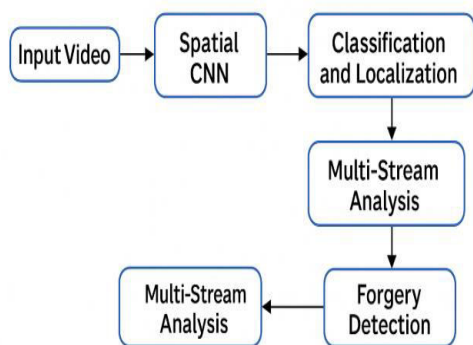 Input Video
Spatial
CNN
Classification
and Localization
Multi-Stream
Analysis
Forgery
Detection
Multi-Stream
Analysis